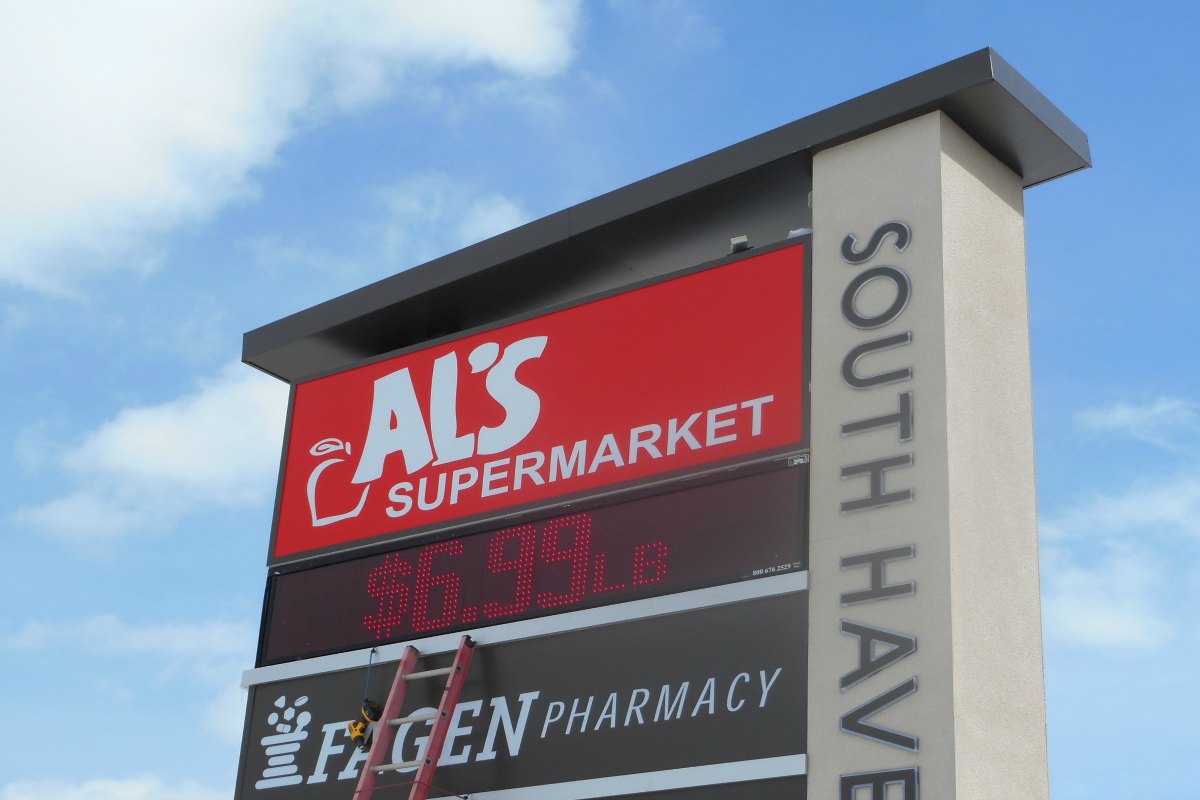 AL'S
SUPERMARKET
$6.99LB
800 676 2529
FAGEN PHARMACY
SOUTH HAVE